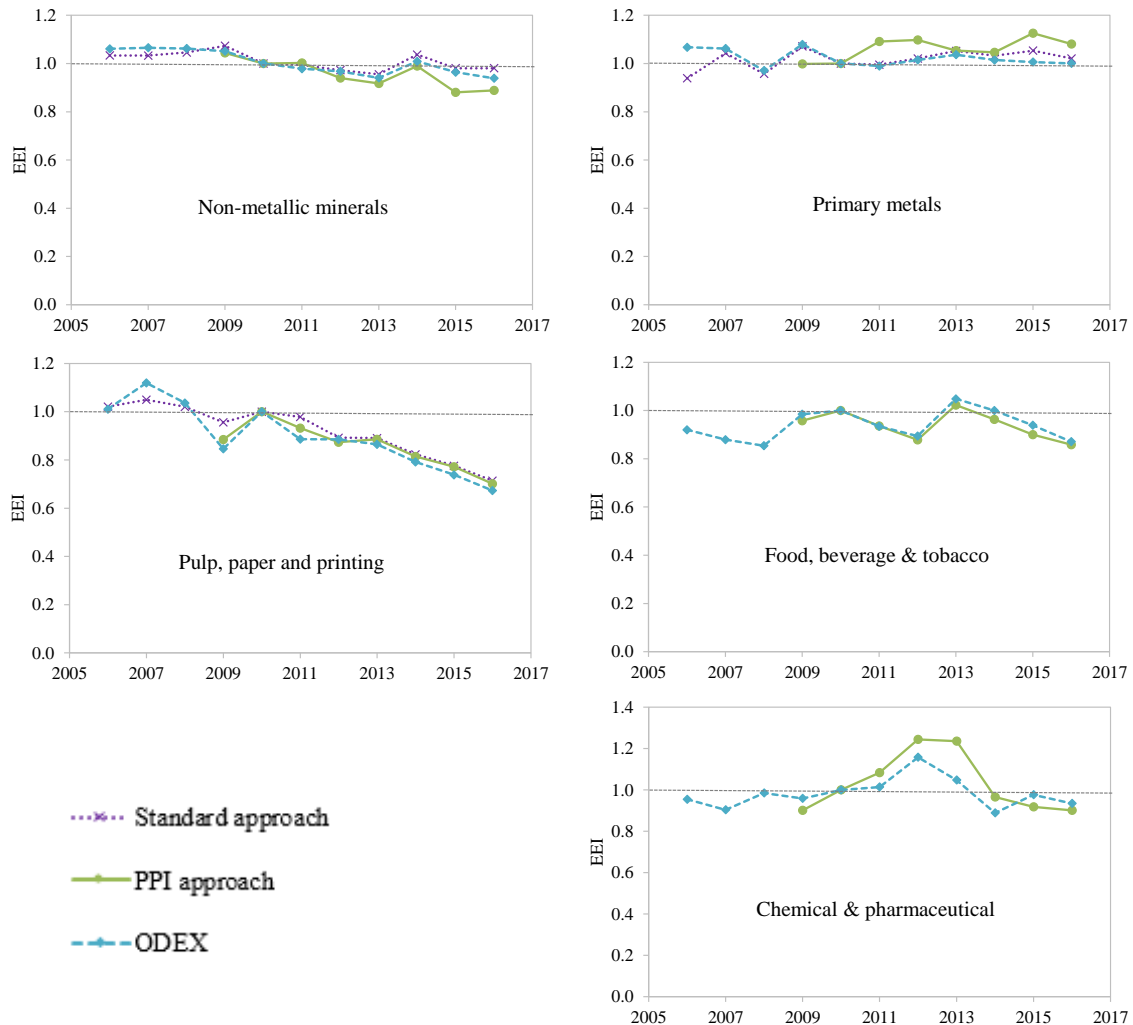 1.2
1.0
0.8
0.6
0.4
0.2
0.0
EEI
Non-metallic minerals
2005 2007 2009 2011 2013 2015 2017
1.2
1.0
0.8
0.6
0.4
0.2
0.0
EEI
Primary metals
2005 2007 2009 2011 2013 2015 2017
1.2
1.0
0.8
0.6
0.4
0.2
0.0
EEI
Pulp, paper and printing
2005 2007 2009 2011 2013 2015 2017
1.2
1.0
0.8
0.6
0.4
0.2
0.0
EEI
Food, beverage & tobacco
2005 2007 2009 2011 2013 2015 2017
Standard approach
PPI approach
ODEX
1.4
1.2
1.0
0.8
0.6
0.4
0.2
0.0
EEI
Chemical & pharmaceutical
2005 2007 2009 2011 2013 2015 2017